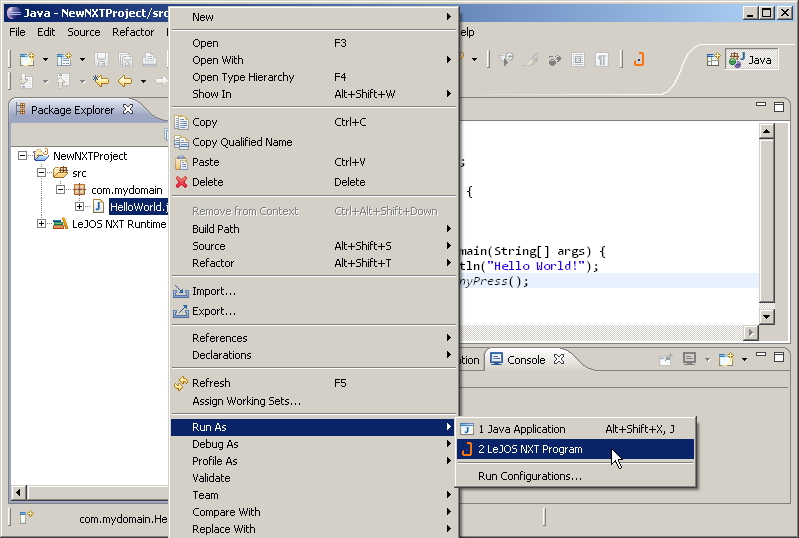 Java - NewNXTProject/src
File Edit Source Refactor
New
elp
Java
Open F3
Open With
Open Type Hierarchy F4
Show In Alt+Shift+W
Package Explorer
Copy Ctrl+C
Copy Qualified Name
Paste Ctrl+V
Delete Delete
NewNXTProject
src
com.mydomain
HelloWorld.j
LeJOS NXT Runtime
;
{
main(String[] args) {
tln("Hello World!");
nyPress();
Remove from Context Ctrl+Alt+Shift+Down
Build Path
Source Alt+Shift+S
Refactor Alt+Shift+T
Import...
Export...
References
Declarations
Refresh F5
Assign Working Sets...
tion Console
Run As
Debug As
Profile As
Validate
Team
Compare With
Replace With
1 Java Application Alt+Shift+X, J
2 LeJOS NXT Program
Run Configurations...
com.mydomain.He